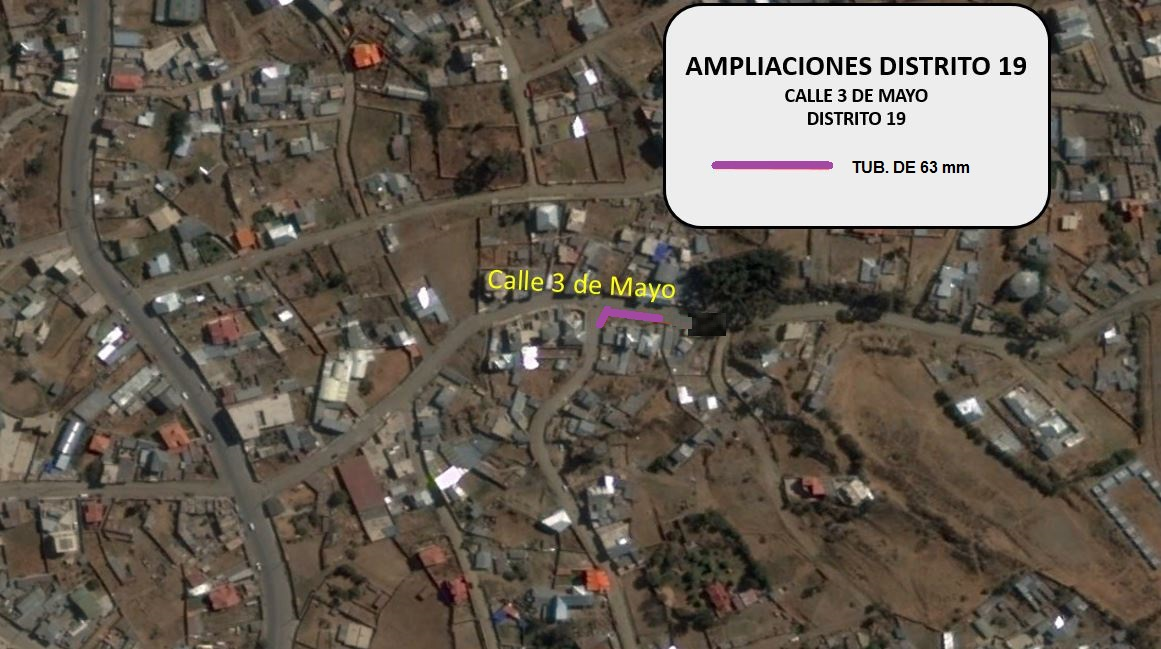 AMPLIACIONES DISTRITO 19
CALLE 3 DE MAYO
DISTRITO 19
TUB. DE 63 mm
Calle 3 de Mayo